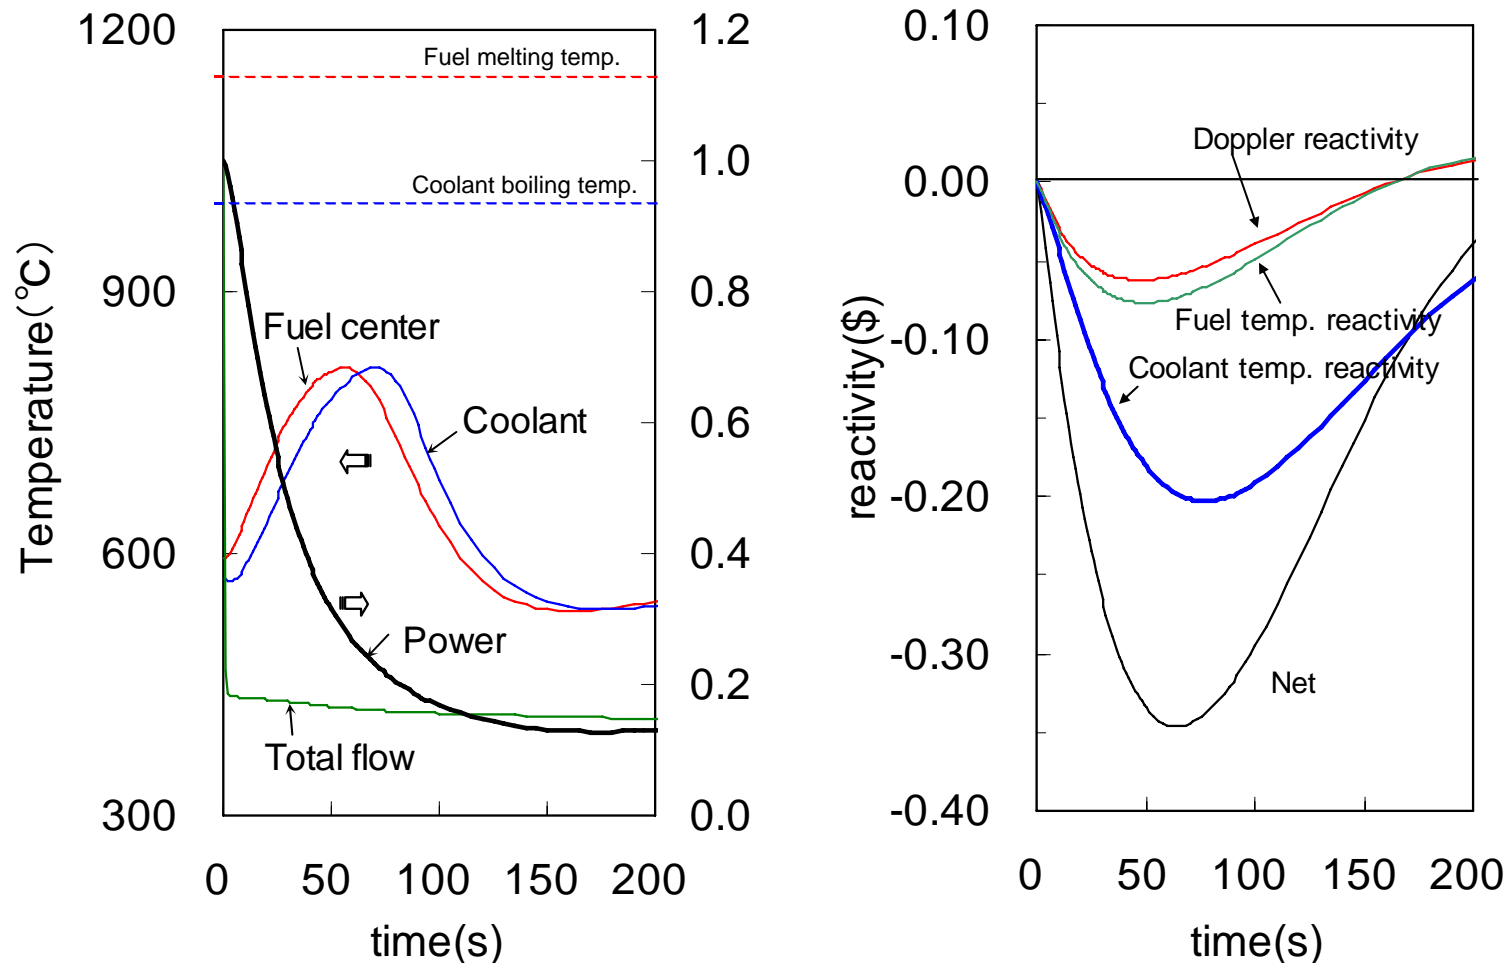 1200
1.2
Fuel melting temp.
1.0
Coolant boiling temp.
Temperature(℃)
900
0.8
Fuel center
Coolant
0.6
600
0.4
Power
0.2
Total flow
300
0.0
0
50
100
150
200
time(s)
0.10
Doppler reactivity
0.00
reactivity($)
Fuel temp. reactivity
-0.10
Coolant temp. reactivity
-0.20
-0.30
Net
-0.40
0
50
100
150
200
time(s)